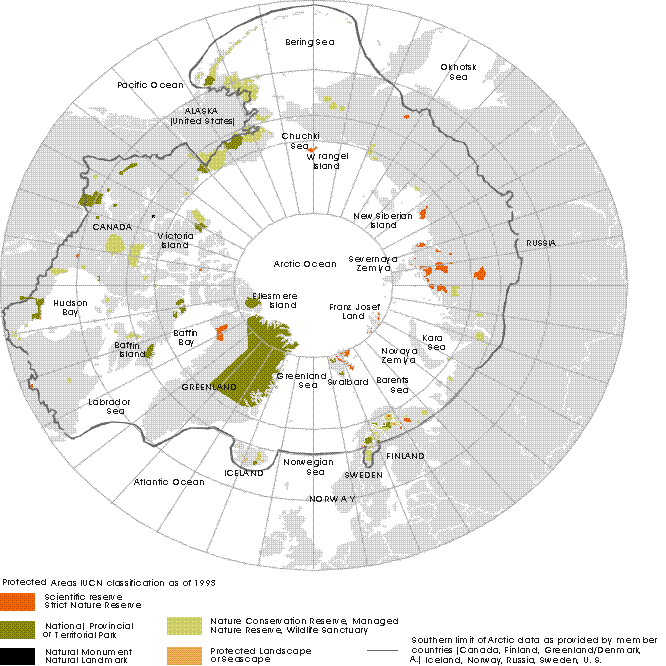 Bering Sea
Okhotsk
Sea
Pacific Ocean
ALASKA
(United States)
Chuchki
Sea
Wrangel
Island
New Siberian
Island
CANADA
Victoria
Island
RUSSIA
Arctic Ocean
Severnaya
Zemlya
Ellesmere
Island
Franz Josef
Land
Hudson
Bay
Baffin
Bay
Baffin
Island
Kara
Sea
Novaya
Zemlya
GREENLAND
Greenland
Sea
Svalbard
Barents
Sea
Labrador
Sea
FINLAND
ICELAND
Norwegian
Sea
SWEDEN
Atlantic Ocean
NORWAY
Protected Areas IUCN classification as of 1993
Scientific reserve
Strict Nature Reserve
National, Provincial
or Territorial Park
Natural Monument
Natural Landmark
Nature Conservation Reserve, Managed
Nature Reserve, Wildlife Sanctuary
Protected Landscape
or Seascape
Southern limit of Arctic data as provided by member
countries (Canada, Finland, Greenland/Denmark,
Iceland, Norway, Russia, Sweden, U. S.